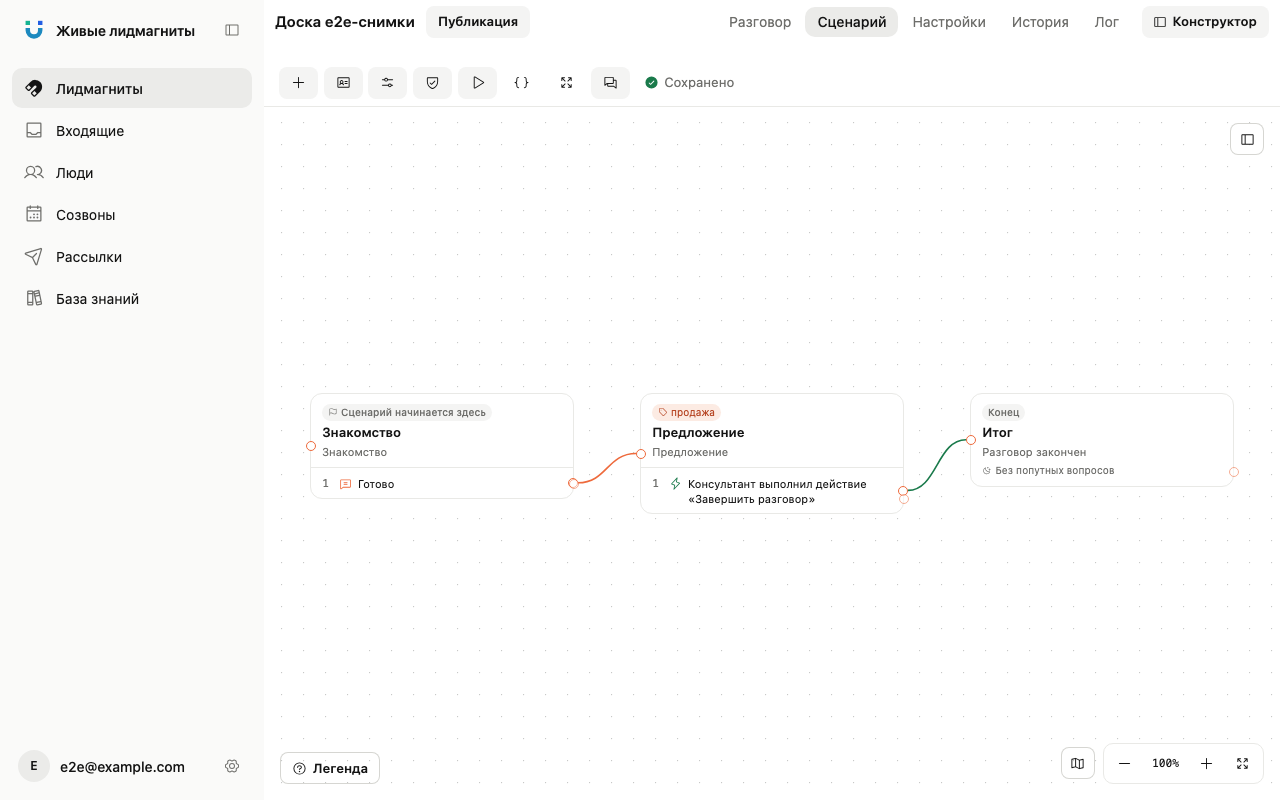 Живые лидмагниты
Лидмагниты
Входящие
Люди
Созвоны
Рассылки
База знаний
E
e2e@example.com
Доска e2e-снимки
Публикация
Разговор
Сценарий
Настройки
История
Лог
Конструктор
{ }
Сохранено
Сценарий начинается здесь
Знакомство
Знакомство
1 Готово
продажа
Предложение
Предложение
1 Консультант выполнил действие
«Завершить разговор»
Конец
Итог
Разговор закончен
Без попутных вопросов
Легенда
100%